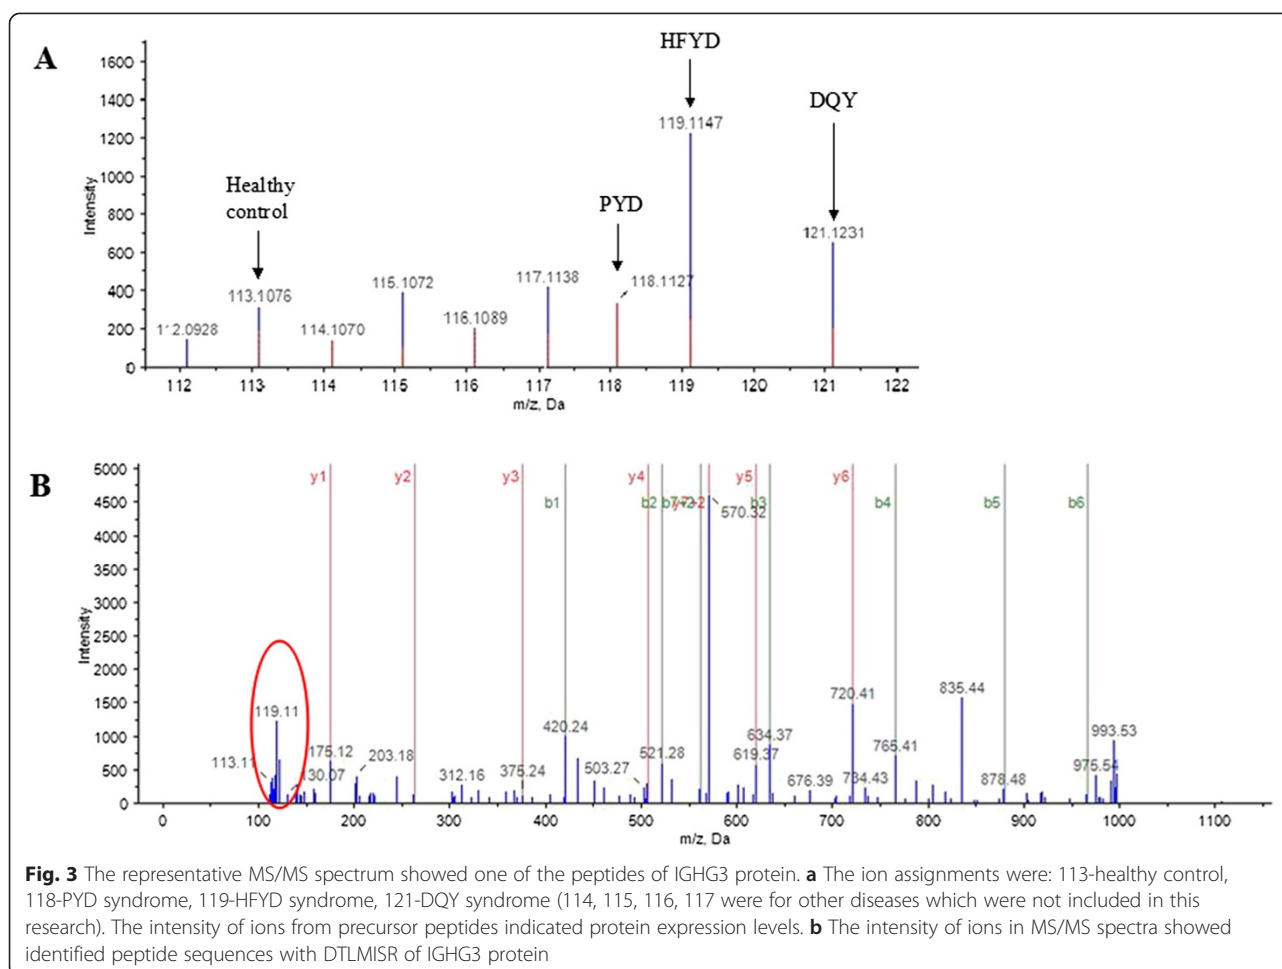 A
1600
1400
1200
1000
800
600
400
200
0
Intensity
Healthy
control
PYD
HFYD
DQY
112.0928
113.1076
114.1070
115.1072
116.1089
117.1138
118.1127
119.1147
121.1231
112 113 114 115 116 117 118 119 120 121 122
m/z, Da
B
5000
4500
4000
3500
3000
2500
2000
1500
1000
500
0
Intensity
y1 y2 y3 y4 y5 y6
b1 b2 b3 b4 b5 b6
570.32
119.11
113.11
175.12
203.18
312.16
375.24
420.24
503.27
521.28
619.37
634.37
676.39
720.41
734.43
765.41
835.44
878.48
975.54
993.53
0 100 200 300 400 500 600 700 800 900 1000 1100
m/z, Da
Fig. 3 The representative MS/MS spectrum showed one of the peptides of IGHG3 protein. a The ion assignments were: 113-healthy control,
118-PYD syndrome, 119-HFYD syndrome, 121-DQY syndrome (114, 115, 116, 117 were for other diseases which were not included in this
research). The intensity of ions from precursor peptides indicated protein expression levels. b The intensity of ions in MS/MS spectra showed
identified peptide sequences with DTLMISR of IGHG3 protein